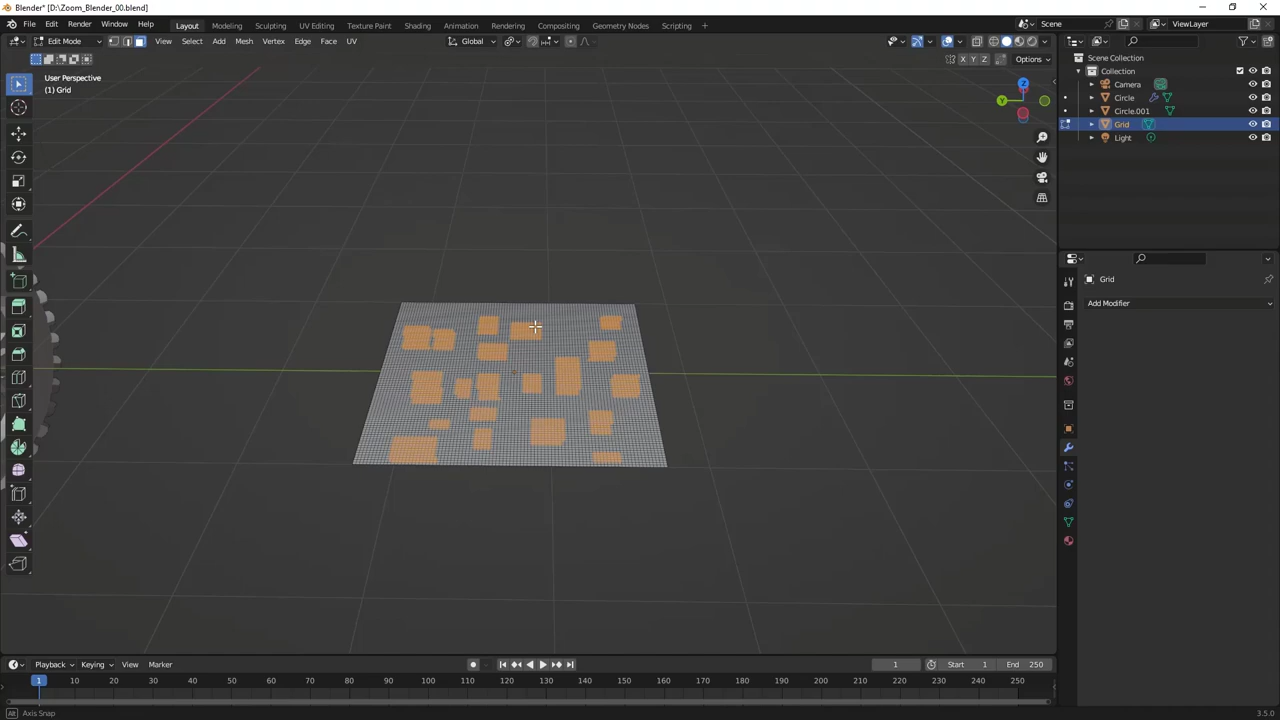 Blender* [D:\Zoom_Blender_00.blend]
File Edit Render Window Help Layout Modeling Sculpting UV Editing Texture Paint Shading Animation Rendering Compositing Geometry Nodes Scripting Scene ViewLayer
Edit Mode View Select Add Mesh Vertex Edge Face UV Global
X Y Z Options
User Perspective
(1) Grid
Z
Y
Scene Collection
Collection
Camera
Circle
Circle.001
Grid
Light
Grid
Add Modifier
Playback Keying View Marker 1 Start 1 End 250
1 10 20 30 40 50 60 70 80 90 100 110 120 130 140 150 160 170 180 190 200 210 220 230 240 250
Alt Axis Snap 3.5.0